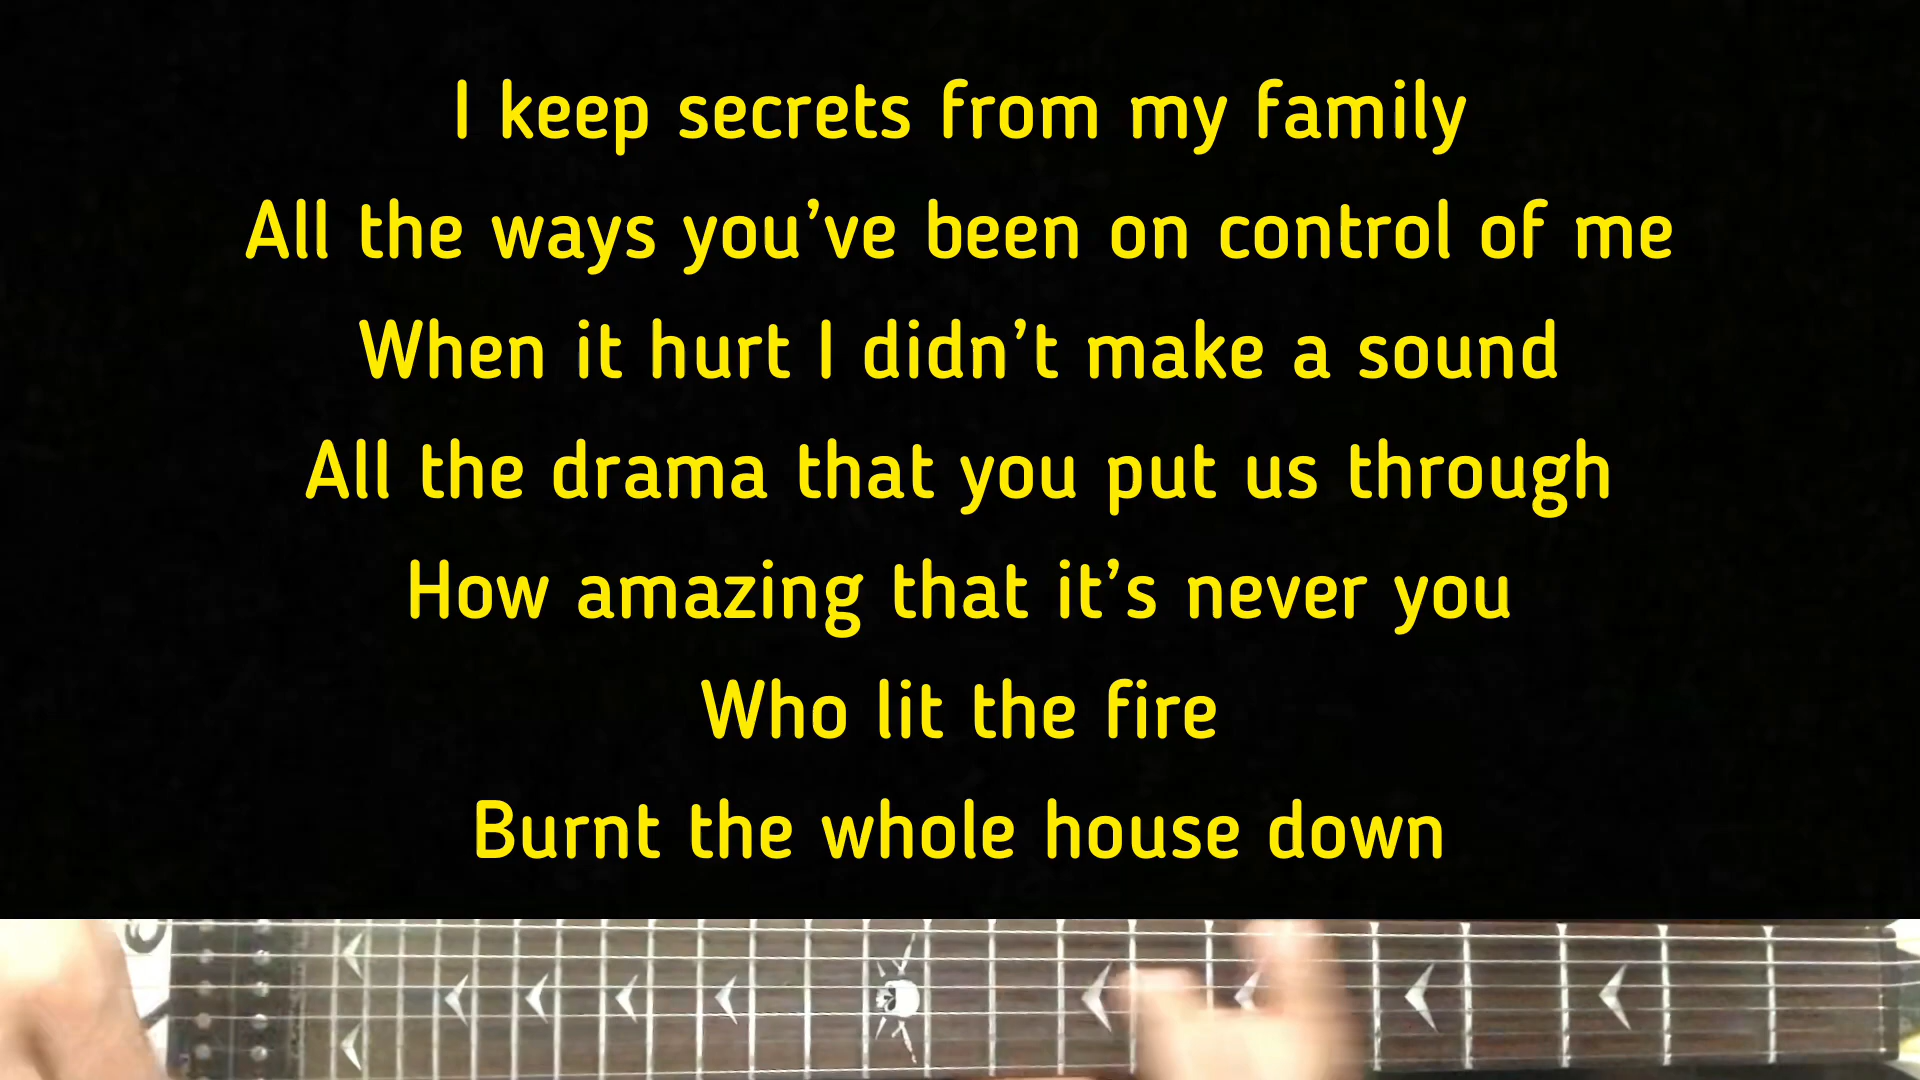 I keep secrets from my family
All the ways you’ve been on control of me
When it hurt I didn’t make a sound
All the drama that you put us through
How amazing that it’s never you
Who lit the fire
Burnt the whole house down